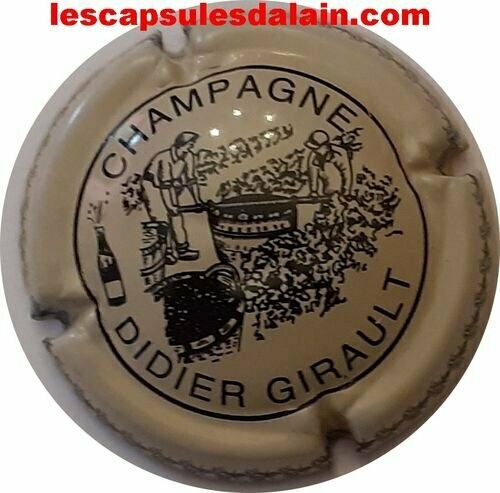 lescapsulesdalain.com
CHAMPAGNE
DIDIER GIRAULT